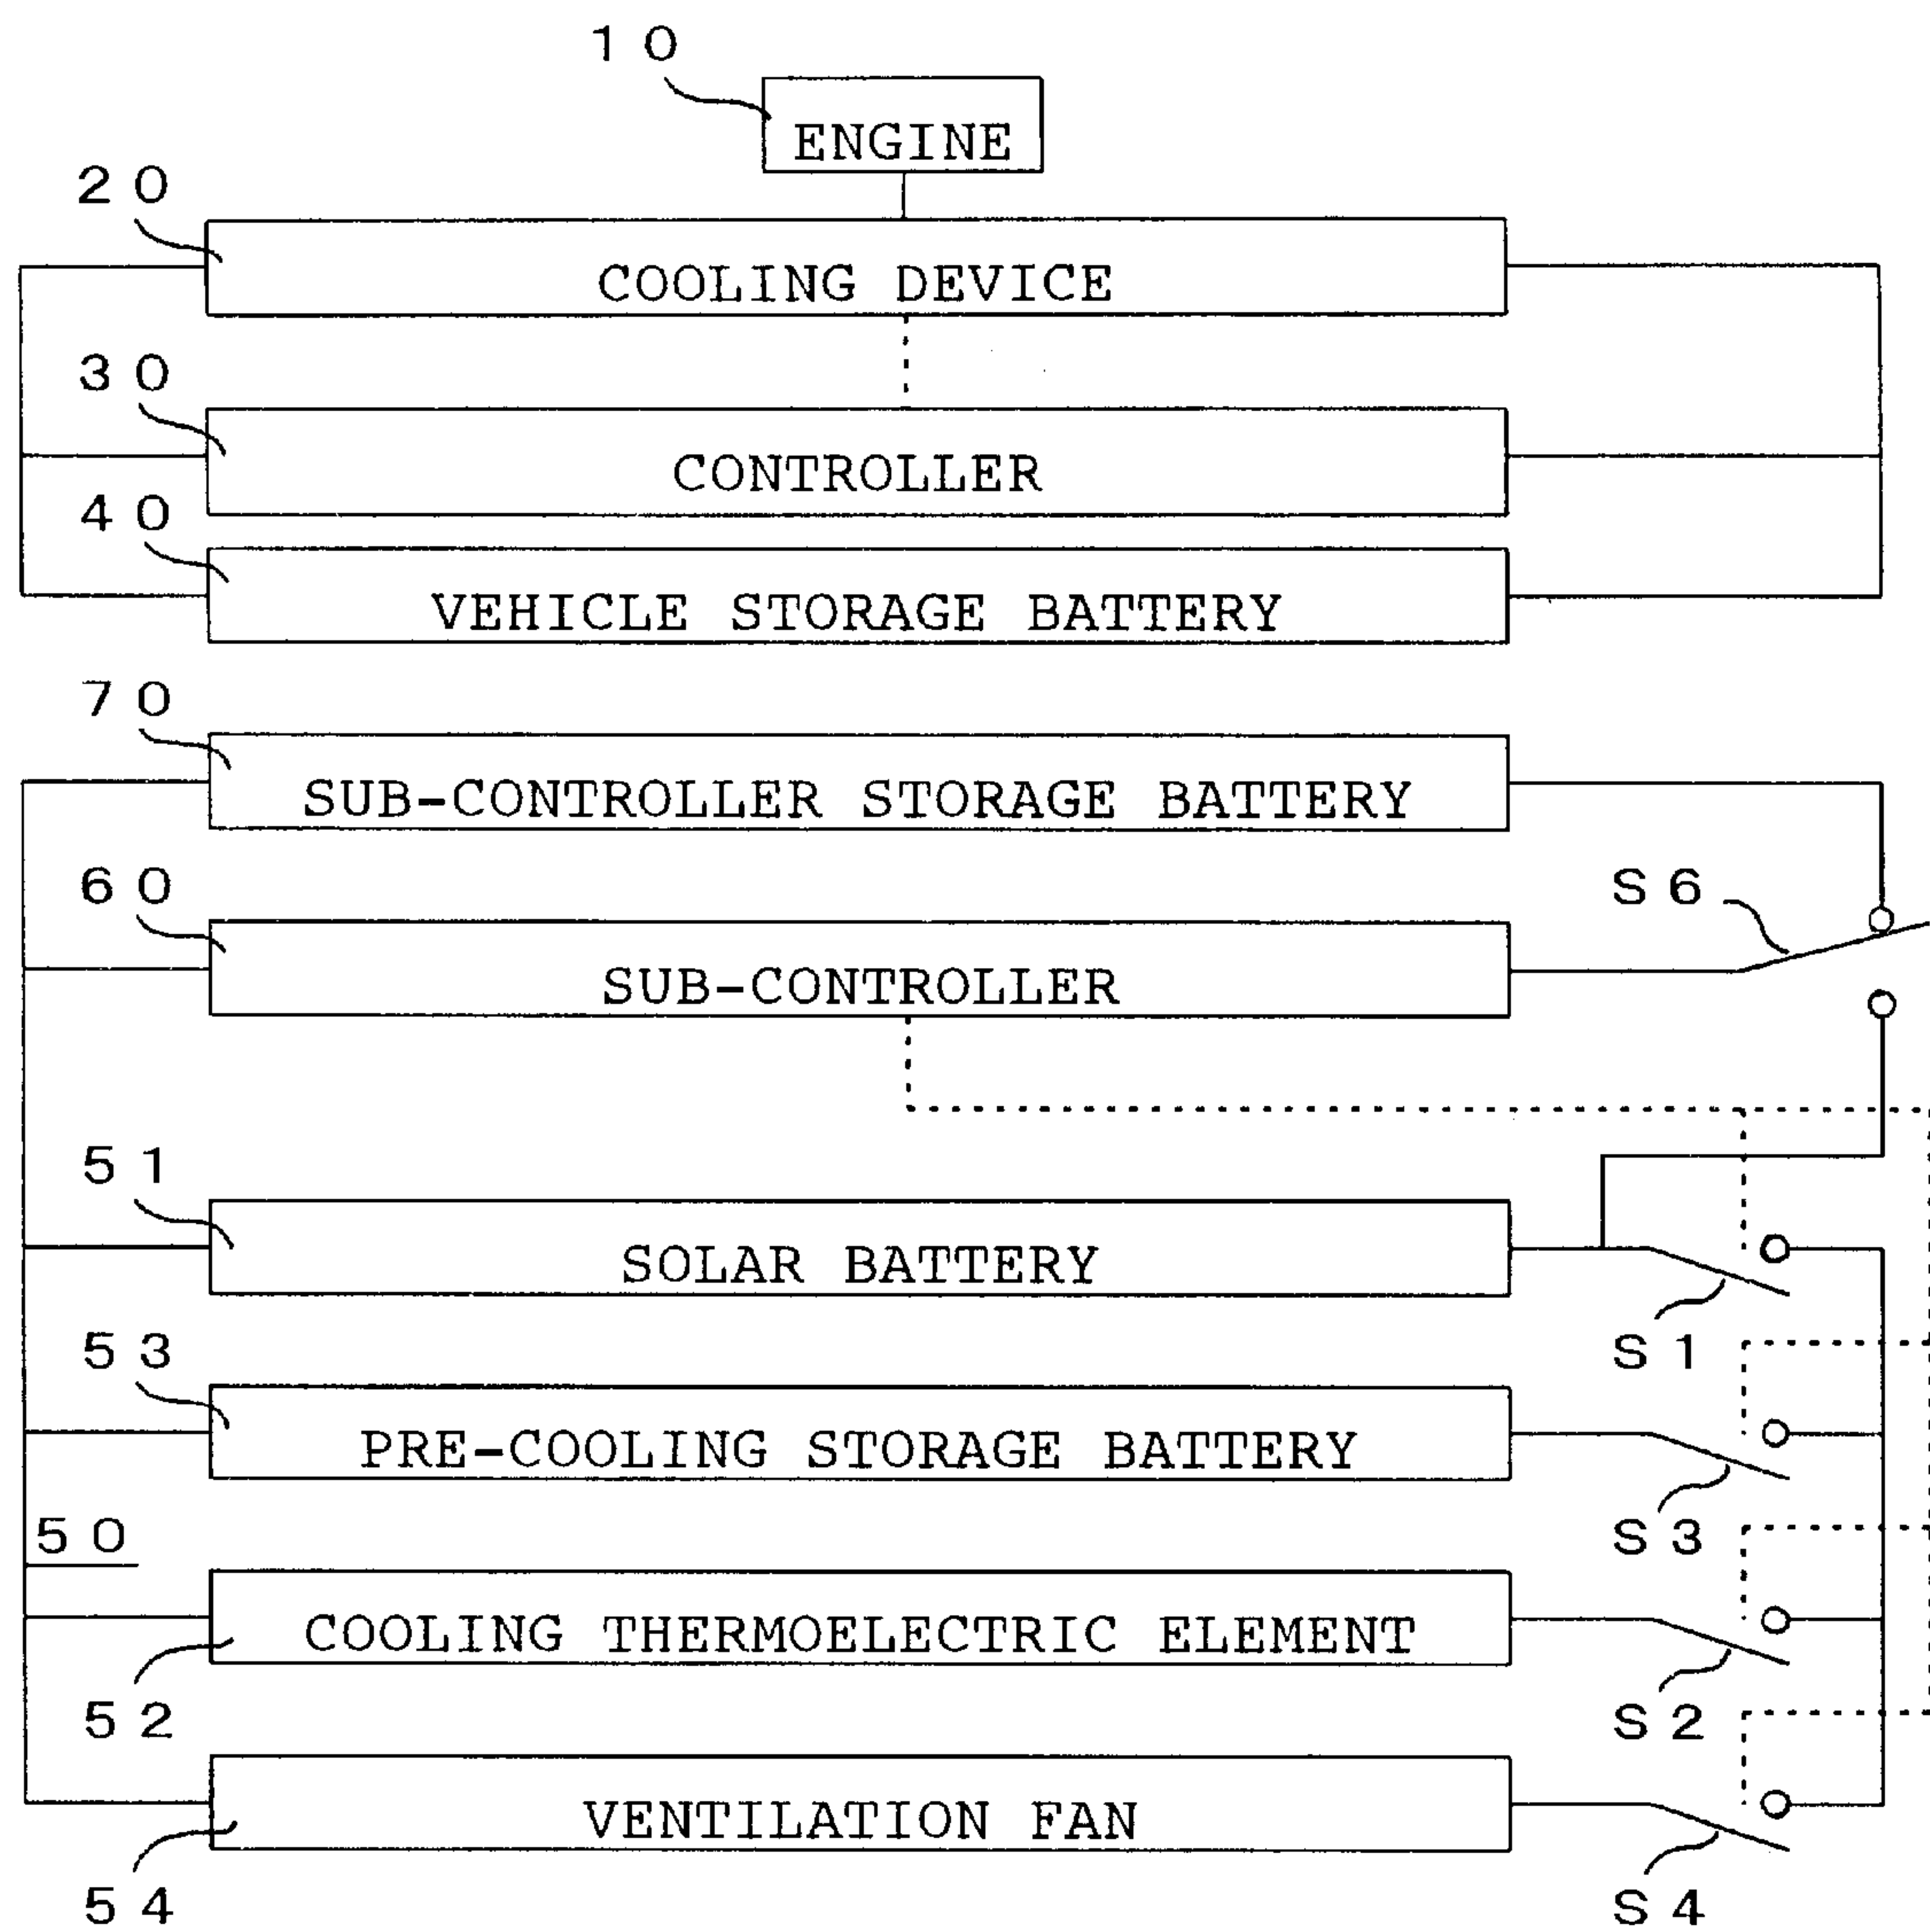 10
ENGINE
20
COOLING DEVICE
30
CONTROLLER
40
VEHICLE STORAGE BATTERY
70
SUB-CONTROLLER STORAGE BATTERY
60
S6
SUB-CONTROLLER
51
SOLAR BATTERY
S1
53
PRE-COOLING STORAGE BATTERY
S3
50
COOLING THERMOELECTRIC ELEMENT
52
S2
VENTILATION FAN
54
S4